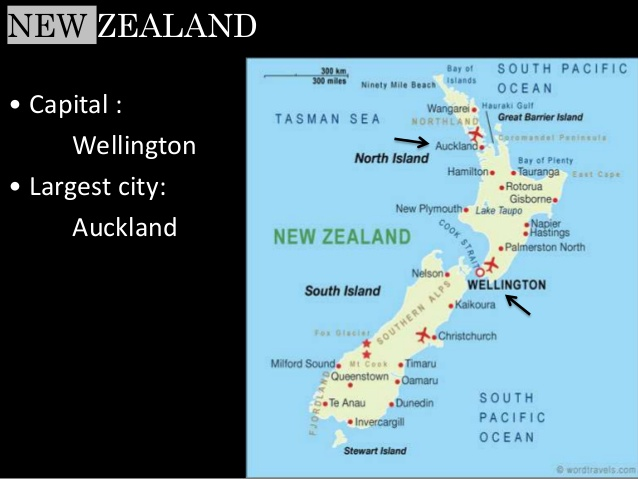 NEW ZEALAND
• Capital :
Wellington
• Largest city:
Auckland
300 km
300 miles
Bay of
Islands
SOUTH PACIFIC
OCEAN
Ninety Mile Beach
Wangarei
Hauraki Gulf
Great Barrier Island
NORTHLAND
TASMAN SEA
Coromandel Peninsula
Auckland
North Island
Bay of Plenty
Hamilton
Tauranga
East Cape
Rotorua
Gisborne
New Plymouth
Lake Taupo
Napier
Hastings
COOK STRAIT
NEW ZEALAND
Palmerston North
Nelson
WELLINGTON
South Island
SOUTHERN ALPS
Kaikoura
Fox Glacier
Christchurch
Milford Sound
Mt Cook
Timaru
Queenstown
Oamaru
FJORDLAND
Te Anau
Dunedin
SOUTH
PACIFIC
OCEAN
Invercargill
Stewart Island
© wordtravels.com